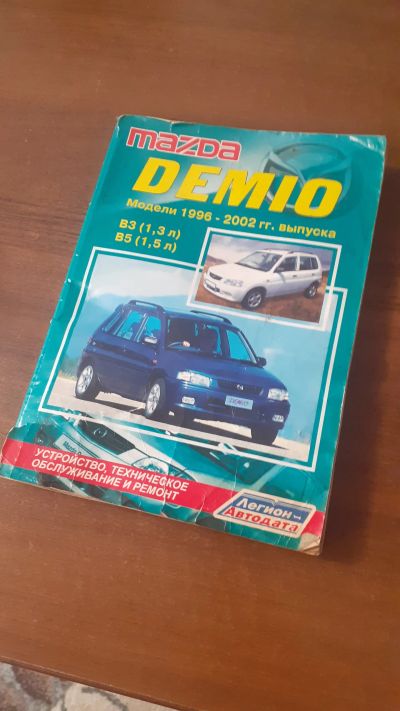 mazda
DEMIO
Модели 1996 - 2002 гг. выпуска
B3 (1,3 л)
B5 (1,5 л)
DEMIO
УСТРОЙСТВО, ТЕХНИЧЕСКОЕ
ОБСЛУЖИВАНИЕ И РЕМОНТ
Легион-
Автодата